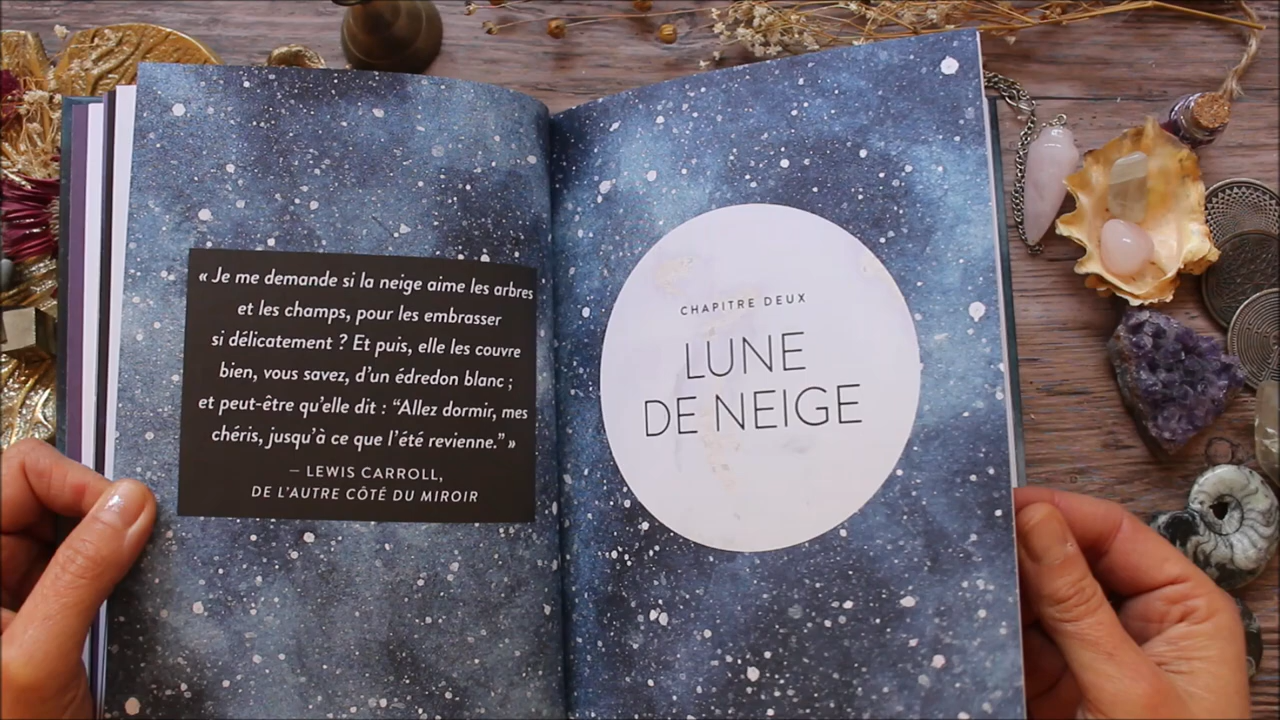 « Je me demande si la neige aime les arbres
et les champs, pour les embrasser
si délicatement ? Et puis, elle les couvre
bien, vous savez, d'un édredon blanc ;
et peut-être qu'elle dit : “Allez dormir, mes
chéris, jusqu'à ce que l'été revienne.” »
— LEWIS CARROLL,
DE L'AUTRE CÔTÉ DU MIROIR
CHAPITRE DEUX
LUNE
DE NEIGE